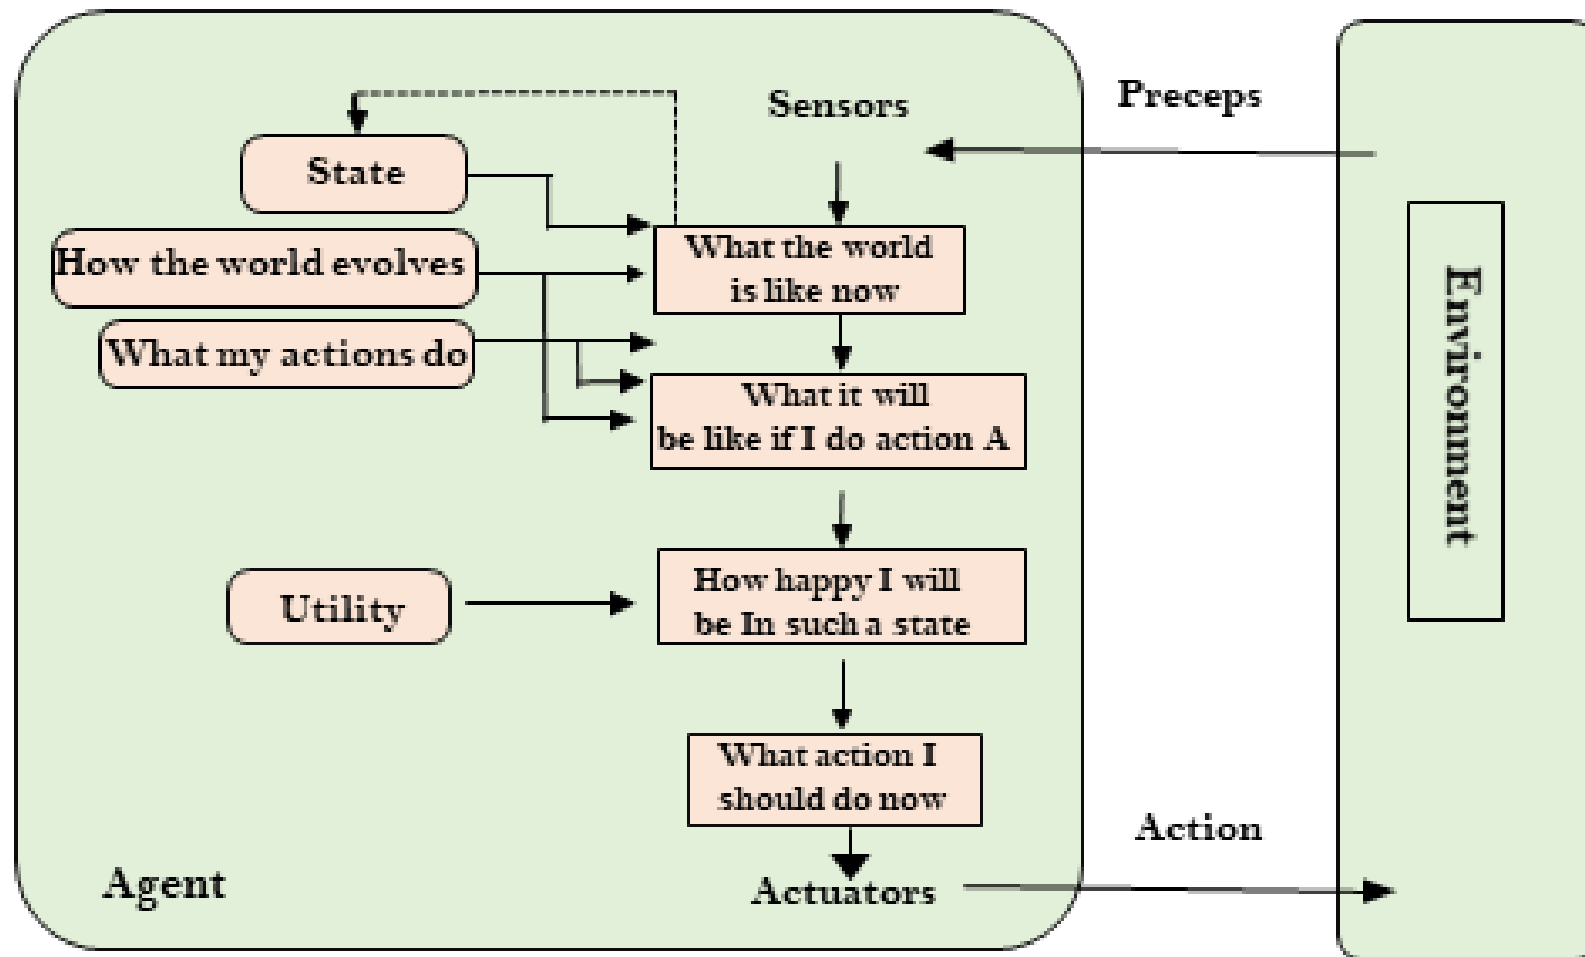 Sensors
Preceps
State
How the world evolves
What the world
is like now
What my actions do
What it will
be like if I do action A
Environment
How happy I will
be In such a state
Utility
What action I
should do now
Action
Agent
Actuators